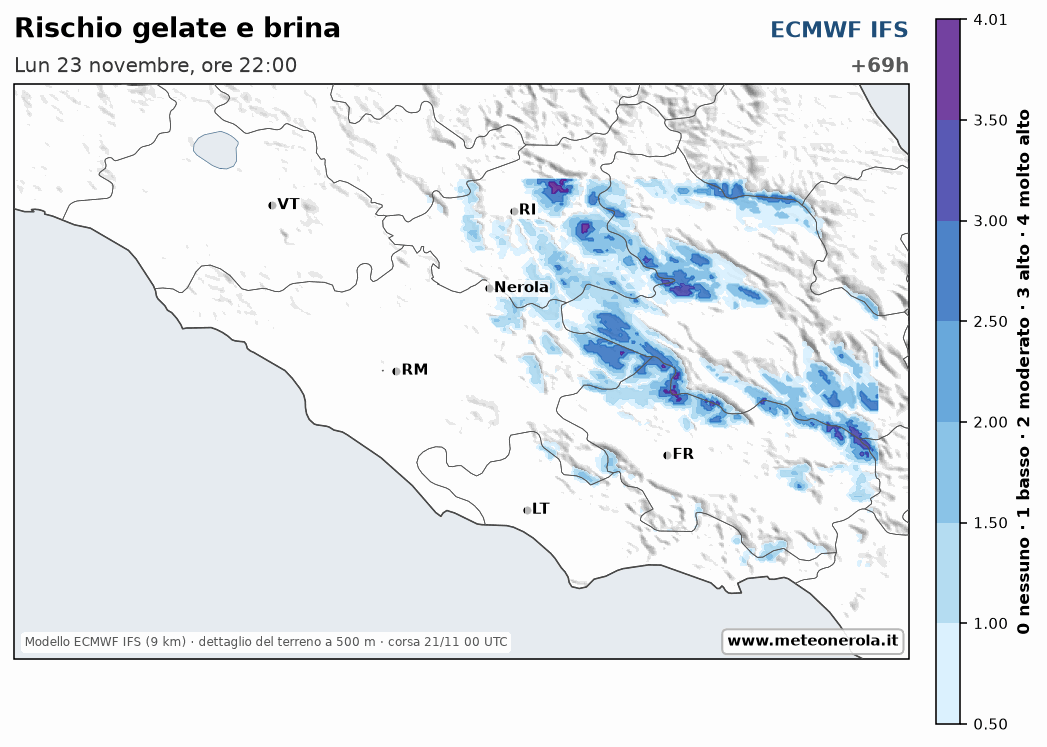 Rischio gelate e brina
ECMWF IFS
Lun 23 novembre, ore 22:00
+69h
VT
RI
Nerola
RM
FR
LT
Modello ECMWF IFS (9 km) · dettaglio del terreno a 500 m · corsa 21/11 00 UTC
www.meteonerola.it
4.01
3.50
3.00
2.50
2.00
1.50
1.00
0.50
0 nessuno · 1 basso · 2 moderato · 3 alto · 4 molto alto